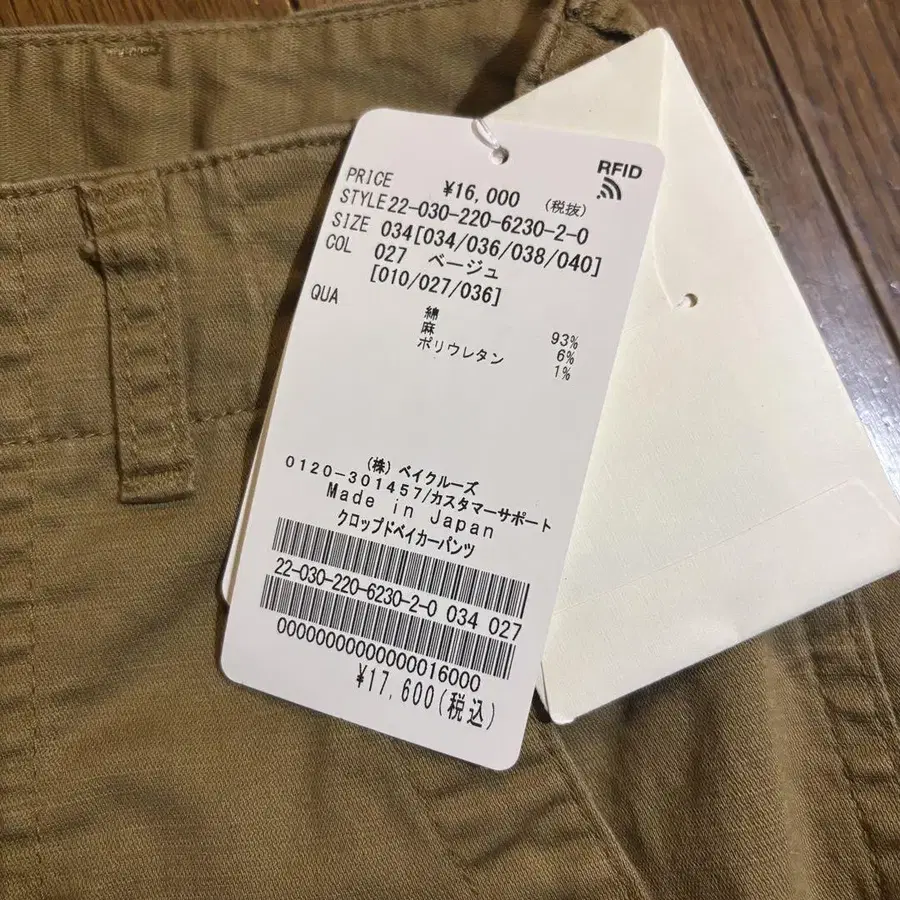 RFID
PRICE ¥16,000 (税抜)
STYLE 22-030-220-6230-2-0
SIZE 034[034/036/038/040]
COL 027 ベージュ
[010/027/036]
QUA
綿 93%
麻 6%
ポリウレタン 1%
(株) ベイクルーズ
0120-301457/カスタマーサポート
Made in Japan
クロップドベイカーパンツ
22-030-220-6230-2-0 034 027
0000000000000016000
¥17,600(税込)